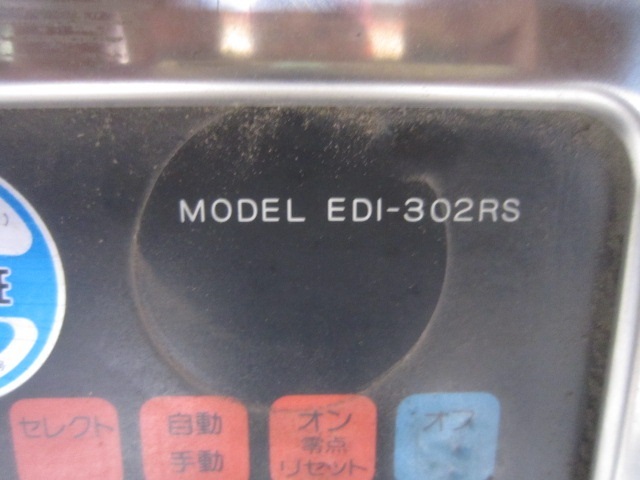 MODEL EDI-302RS
セレクト
自動
手動
オン
零点
リセット
オフ